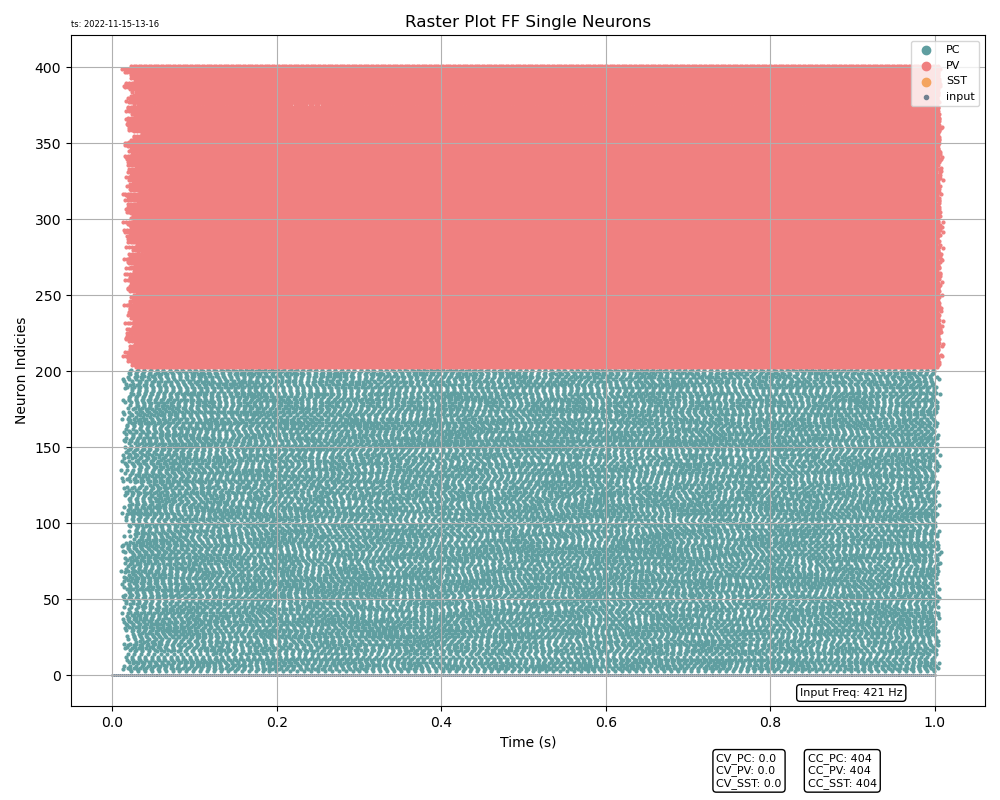 ts: 2022-11-15-13-16
Raster Plot FF Single Neurons
PC
PV
SST
input
400
350
300
250
200
150
100
50
0
Neuron Indicies
Input Freq: 421 Hz
0.0 0.2 0.4 0.6 0.8 1.0
Time (s)
CV_PC: 0.0
CV_PV: 0.0
CV_SST: 0.0
CC_PC: 404
CC_PV: 404
CC_SST: 404